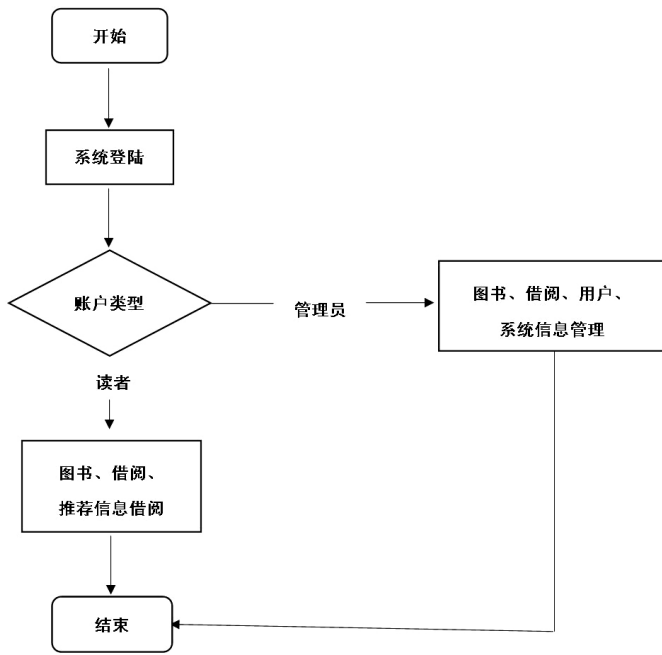 开始
系统登陆
账户类型
管理员
图书、借阅、用户、
系统信息管理
读者
图书、借阅、
推荐信息借阅
结束